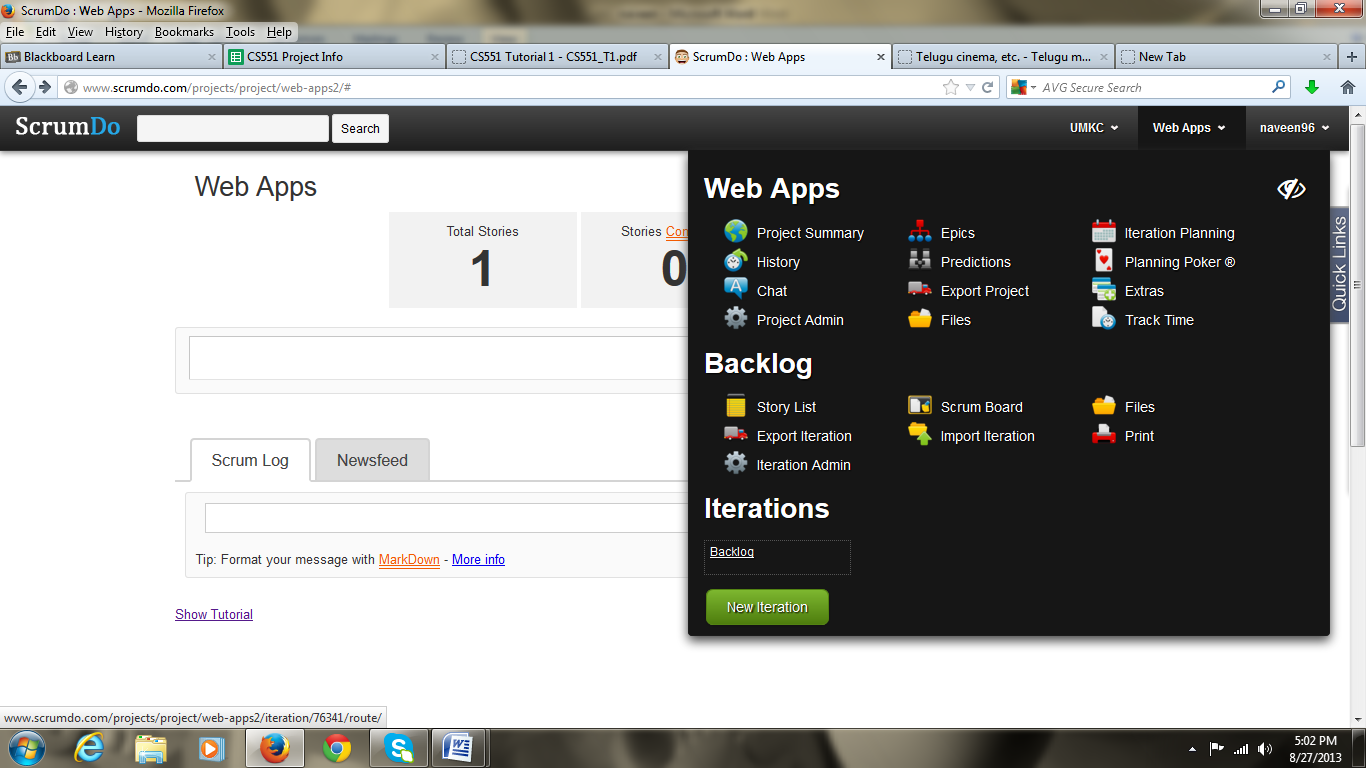 ScrumDo : Web Apps - Mozilla Firefox
File Edit View History Bookmarks Tools Help
Bb Blackboard Learn
CS551 Project Info
CS551 Tutorial 1 - CS551_T1.pdf
ScrumDo : Web Apps
Telugu cinema, etc. - Telugu m...
New Tab
www.scrumdo.com/projects/project/web-apps2/#
AVG Secure Search
ScrumDo Search UMKC Web Apps naveen96
Web Apps
Total Stories
1
Stories Con
0
Scrum Log Newsfeed
Tip: Format your message with MarkDown - More info
Show Tutorial
Web Apps
Project Summary Epics Iteration Planning
History Predictions Planning Poker ®
Chat Export Project Extras
Project Admin Files Track Time
Backlog
Story List Scrum Board Files
Export Iteration Import Iteration Print
Iteration Admin
Iterations
Backlog
New Iteration
Quick Links
www.scrumdo.com/projects/project/web-apps2/iteration/76341/route/
5:02 PM
8/27/2013